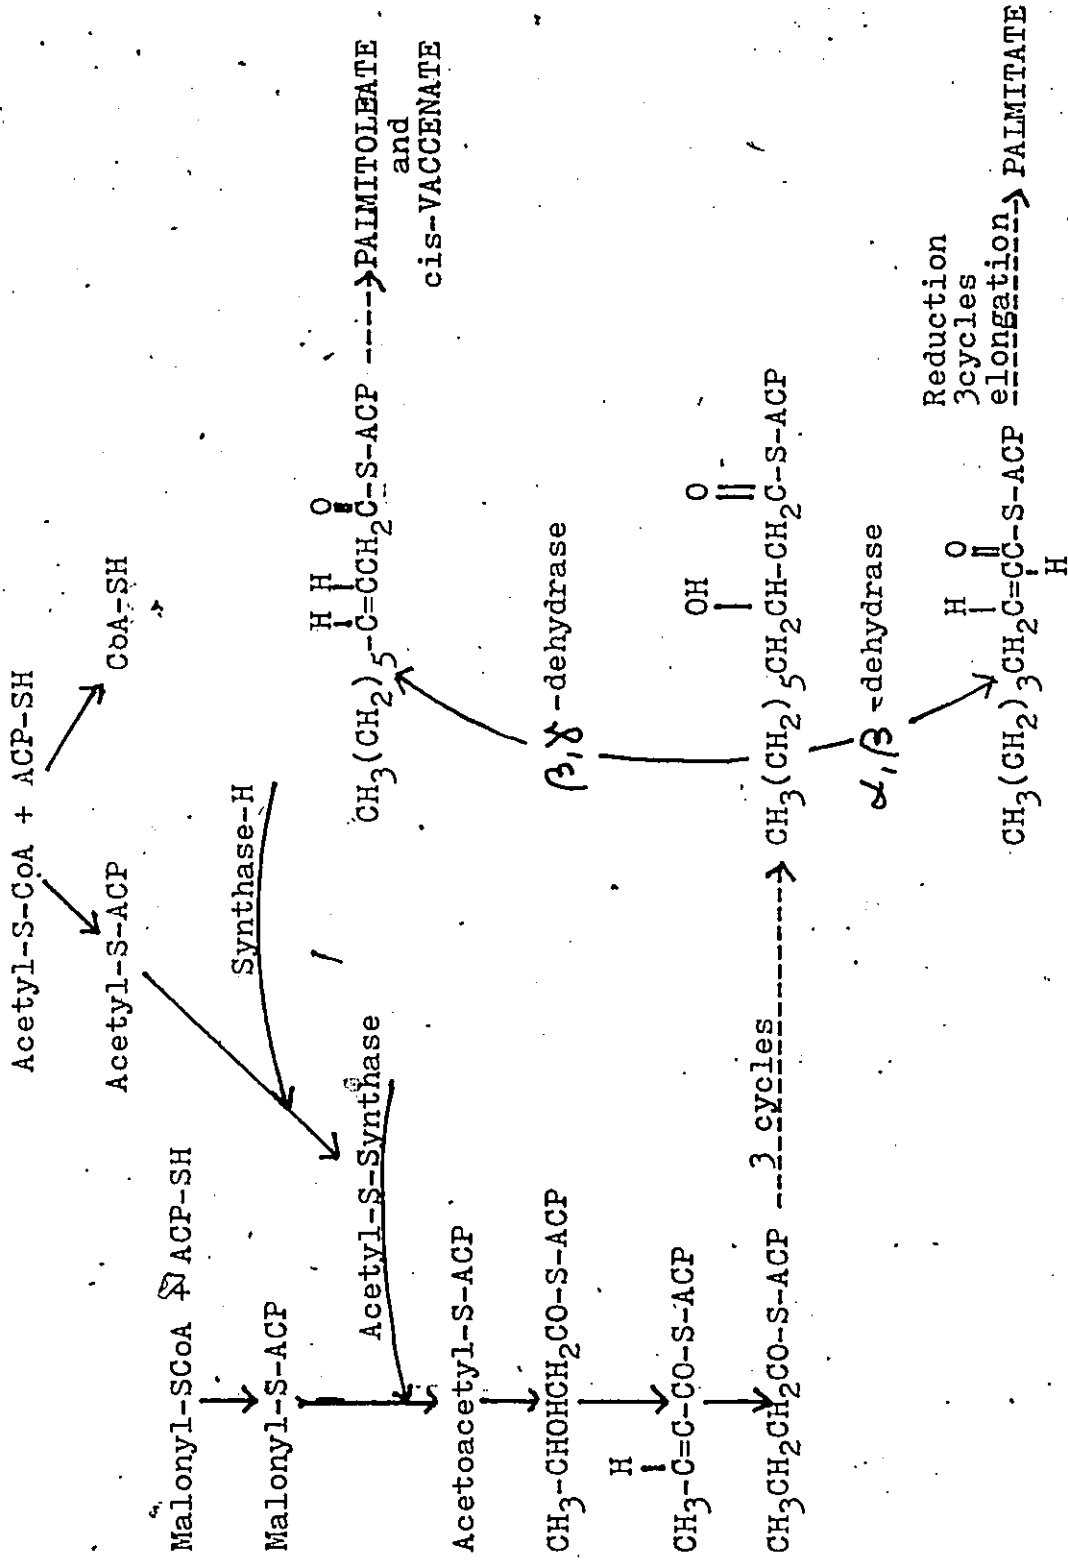 Acetyl-S-CoA + ACP-SH
Acetyl-S-ACP
CoA-SH
Malonyl-SCoA + ACP-SH
Synthase-H
Malonyl-S-ACP
Acetyl-S-Synthase
H H O
CH3(CH2)5-C=CCH2C-S-ACP
PALMITOLEATE
and
cis-VACCENATE
Acetoacetyl-S-ACP
CH3-CHOHCH2CO-S-ACP
β,γ-dehydrase
H
CH3-C=C-CO-S-ACP
OH O
CH3CH2CH2CO-S-ACP
3 cycles
CH3(CH2)5CH2CH-CH2C-S-ACP
α,β-dehydrase
Reduction
3cycles
elongation
H O
CH3(CH2)3CH2C=CC-S-ACP
H
PALMITATE